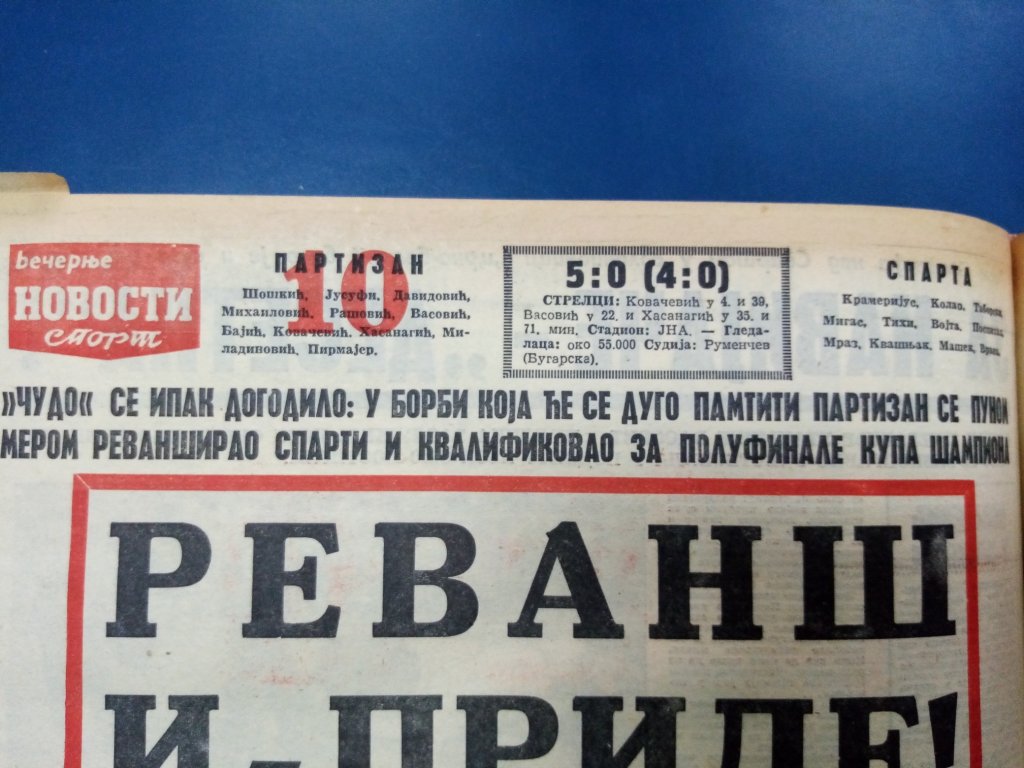 Вечерње
НОВОСТИ
спорт
10
ПАРТИЗАН
Шошкић, Јусуфи, Давидовић,
Михаиловић, Рашовић, Васовић,
Бајић, Ковачевић, Хасанагић, Ми-
ладиновић, Пирмајер.
5:0 (4:0)
СТРЕЛЦИ: Ковачевић у 4. и 39,
Васовић у 22. и Хасанагић у 35. и
71. мин. Стадион: ЈНА. — Гледа-
лаца: око 55.000 Судија: Руменчев
(Бугарска).
СПАРТА
Крамеријус, Колао,
Мигас, Тихи, Војта,
Мраз, Квашњак, Машек,
»ЧУДО« СЕ ИПАК ДОГОДИЛО: У БОРБИ КОЈА ЋЕ СЕ ДУГО ПАМТИТИ ПАРТИЗАН СЕ ПУНОМ
МЕРОМ РЕВАНШИРАО СПАРТИ И КВАЛИФИКОВАО ЗА ПОЛУФИНАЛЕ КУПА ШАМПИОНА
РЕВАНШ
И-ПРИДЕ!